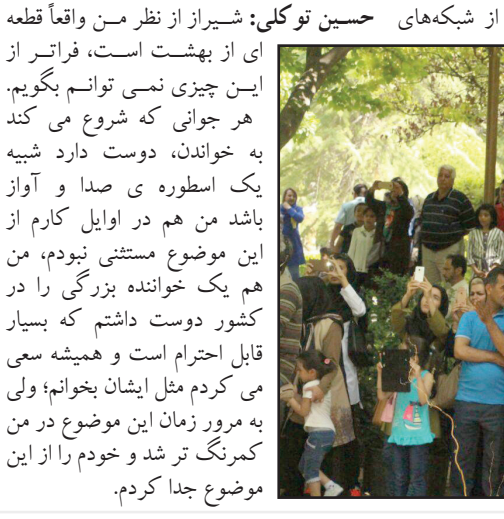 از شبکه‌های
حسین توکلی: شیراز از نظر من واقعاً قطعه
ای از بهشت است، فراتر از
این چیزی نمی توانم بگویم.
هر جوانی که شروع می کند
به خواندن، دوست دارد شبیه
یک اسطوره ی صدا و آواز
باشد من هم در اوایل کارم از
این موضوع مستثنی نبودم، من
هم یک خواننده بزرگی را در
کشور دوست داشتم که بسیار
قابل احترام است و همیشه سعی
می کردم مثل ایشان بخوانم؛ ولی
به مرور زمان این موضوع در من
کمرنگ تر شد و خودم را از این
موضوع جدا کردم.